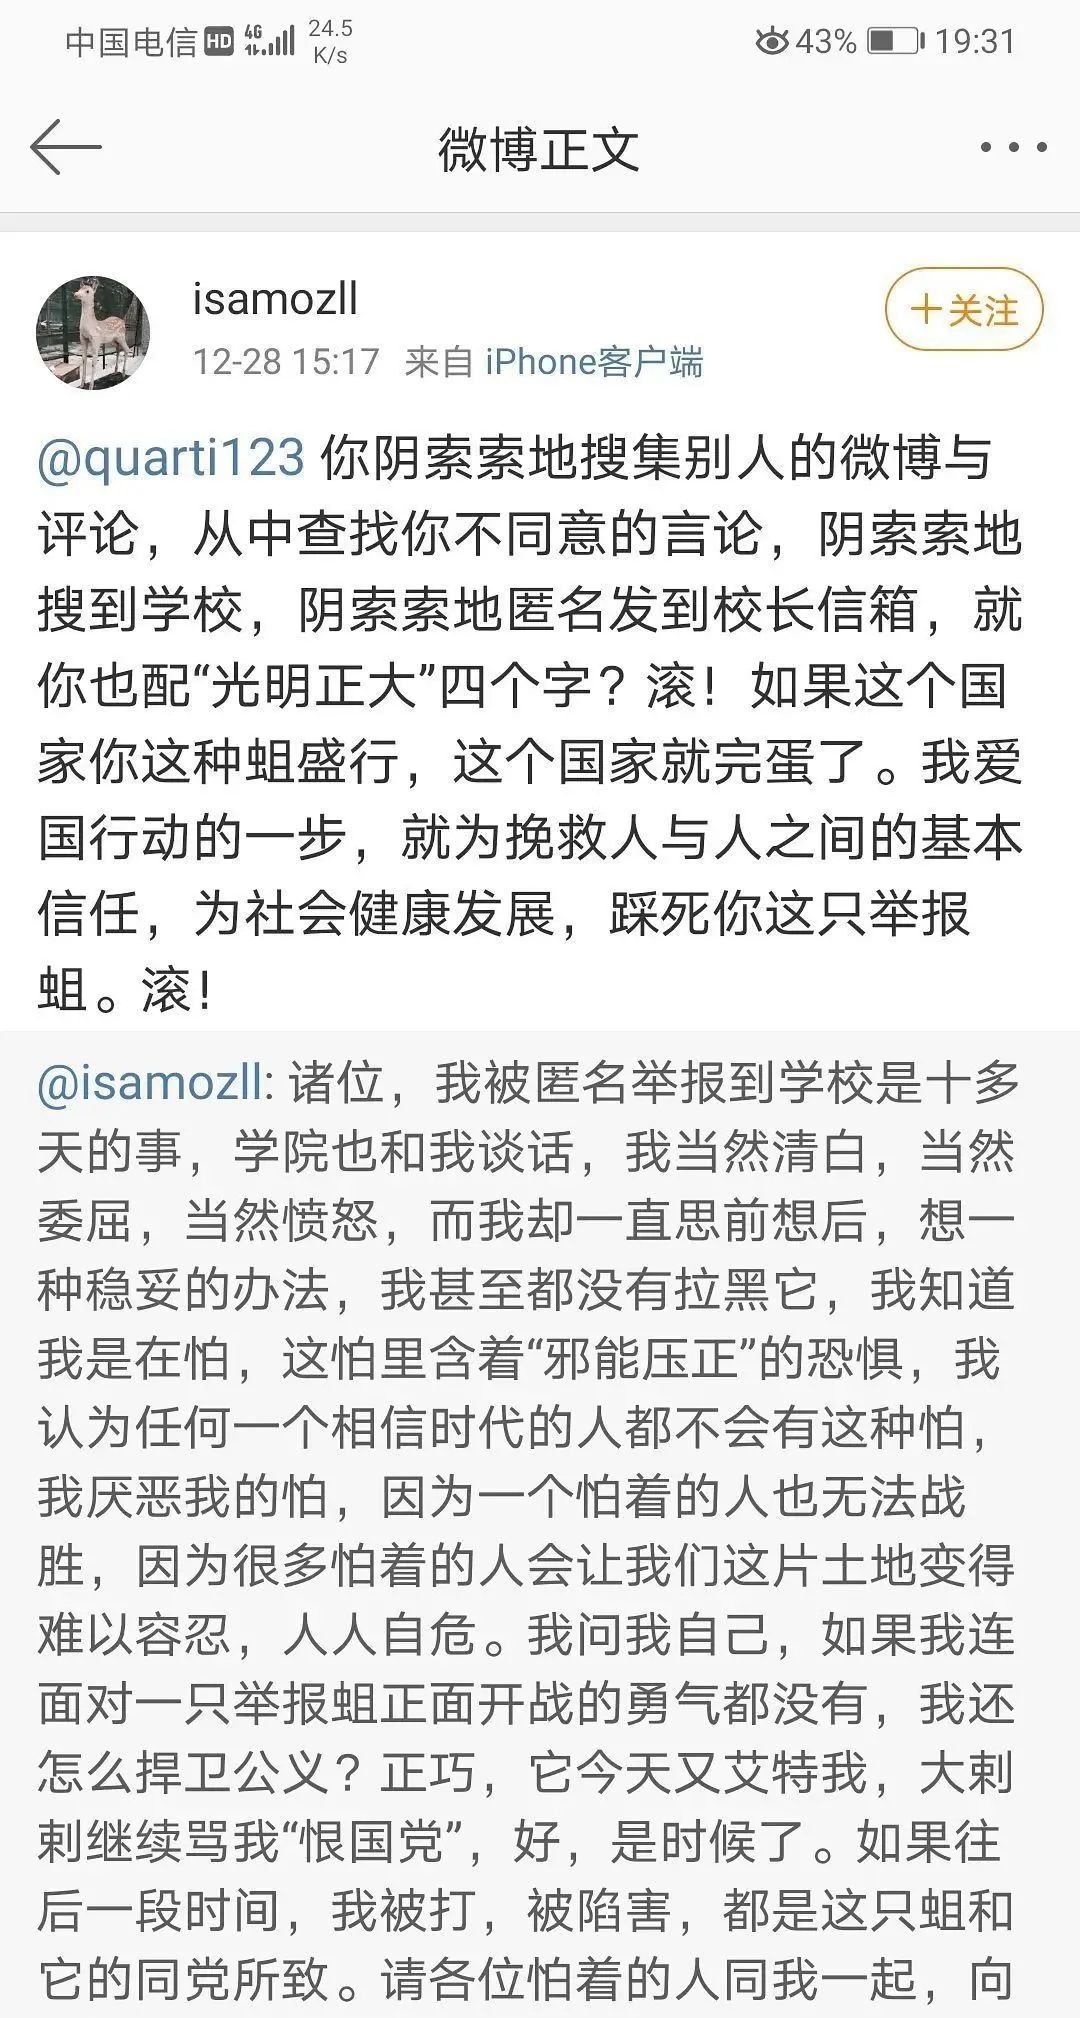 中国电信 HD 4G 24.5 K/s 43% 19:31
微博正文
isamozll
+关注
12-28 15:17 来自 iPhone客户端
@quarti123 你阴索索地搜集别人的微博与
评论，从中查找你不同意的言论，阴索索地
搜到学校，阴索索地匿名发到校长信箱，就
你也配“光明正大”四个字？滚！如果这个国
家你这种蛆盛行，这个国家就完蛋了。我爱
国行动的一步，就为挽救人与人之间的基本
信任，为社会健康发展，踩死你这只举报
蛆。滚！
@isamozll: 诸位，我被匿名举报到学校是十多
天的事，学院也和我谈话，我当然清白，当然
委屈，当然愤怒，而我却一直思前想后，想一
种稳妥的办法，我甚至都没有拉黑它，我知道
我是在怕，这怕里含着“邪能压正”的恐惧，我
认为任何一个相信时代的人都不会有这种怕，
我厌恶我的怕，因为一个怕着的人也无法战
胜，因为很多怕着的人会让我们这片土地变得
难以容忍，人人自危。我问我自己，如果我连
面对一只举报蛆正面开战的勇气都没有，我还
怎么捍卫公义？正巧，它今天又艾特我，大剌
剌继续骂我“恨国党”，好，是时候了。如果往
后一段时间，我被打，被陷害，都是这只蛆和
它的同党所致。请各位怕着的人同我一起，向